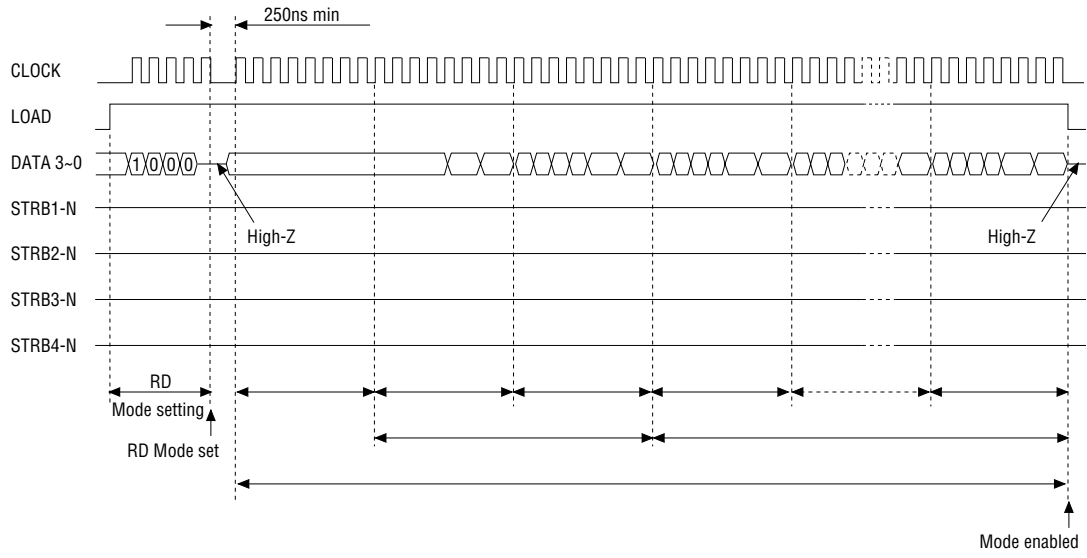 250ns min
CLOCK
LOAD
DATA 3~0
1 0 0 0
STRB1-N
High-Z
High-Z
STRB2-N
STRB3-N
STRB4-N
RD
Mode setting
RD Mode set
Mode enabled